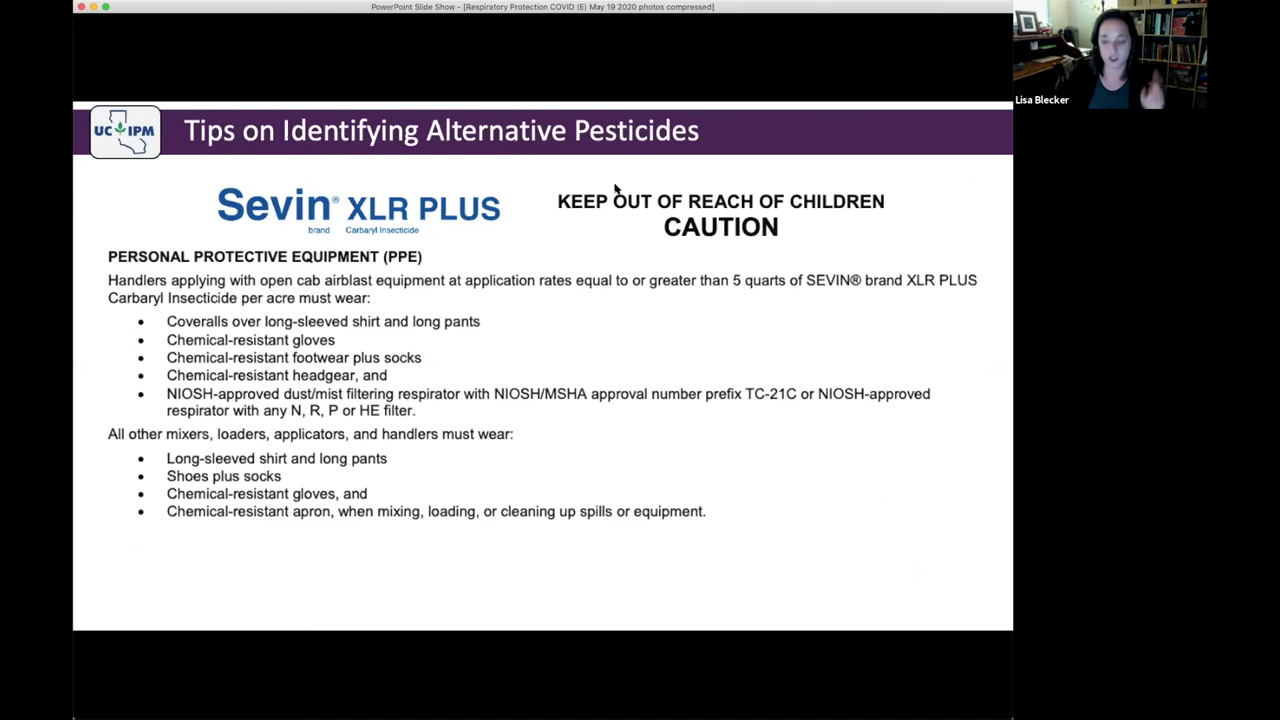 PowerPoint Slide Show - [Respiratory Protection COVID (E) May 19 2020 photos compressed]
Lisa Blecker
UC IPM
Tips on Identifying Alternative Pesticides
Sevin® XLR PLUS
brand Carbaryl Insecticide
KEEP OUT OF REACH OF CHILDREN
CAUTION
PERSONAL PROTECTIVE EQUIPMENT (PPE)
Handlers applying with open cab airblast equipment at application rates equal to or greater than 5 quarts of SEVIN® brand XLR PLUS
Carbaryl Insecticide per acre must wear:
• Coveralls over long-sleeved shirt and long pants
• Chemical-resistant gloves
• Chemical-resistant footwear plus socks
• Chemical-resistant headgear, and
• NIOSH-approved dust/mist filtering respirator with NIOSH/MSHA approval number prefix TC-21C or NIOSH-approved
respirator with any N, R, P or HE filter.
All other mixers, loaders, applicators, and handlers must wear:
• Long-sleeved shirt and long pants
• Shoes plus socks
• Chemical-resistant gloves, and
• Chemical-resistant apron, when mixing, loading, or cleaning up spills or equipment.